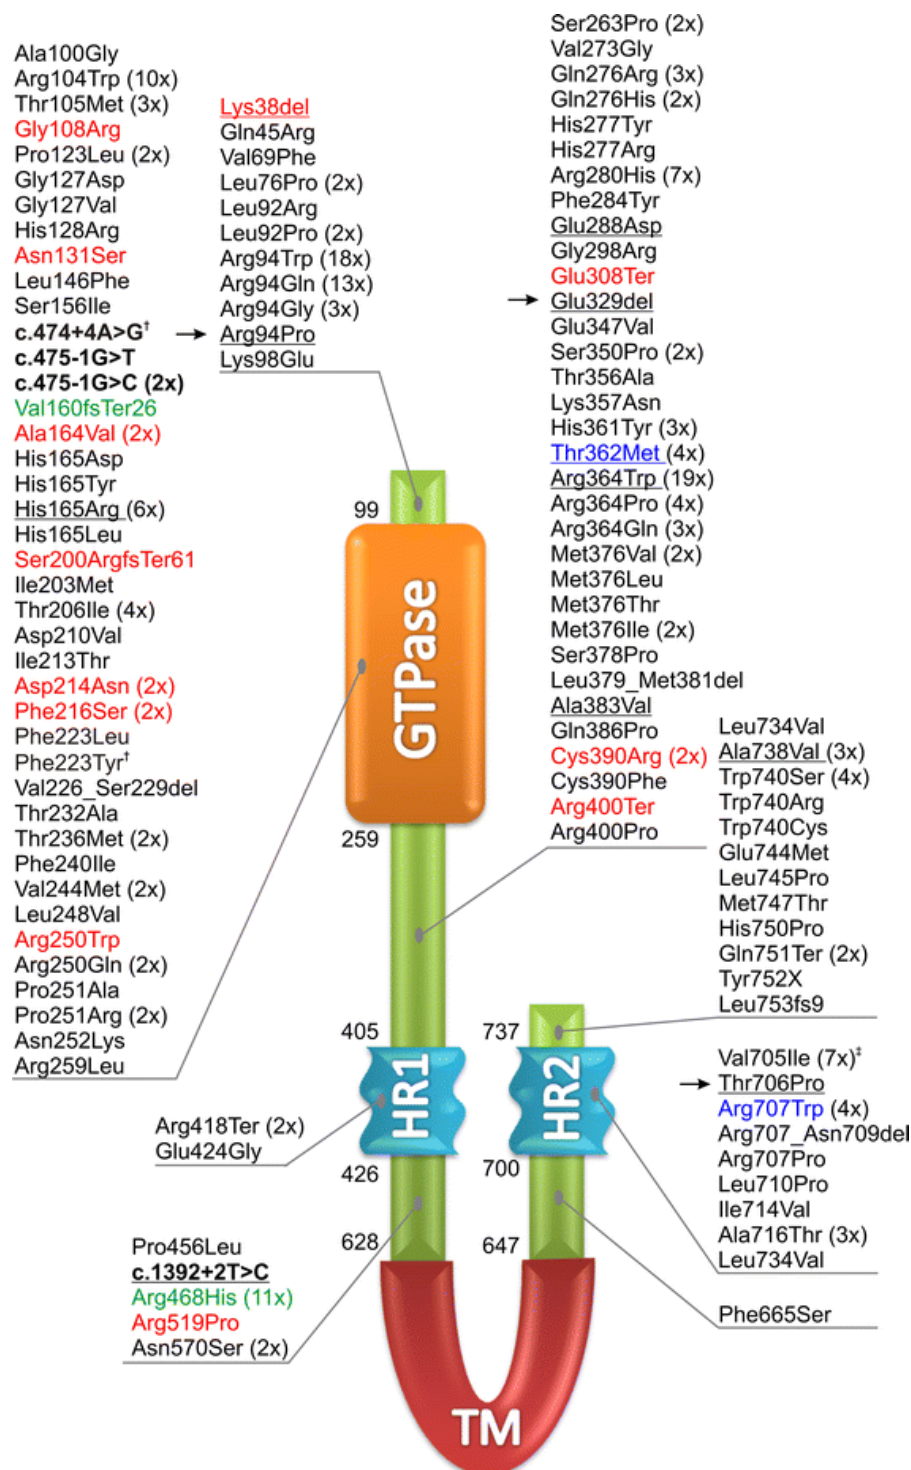 Ala100Gly
Arg104Trp (10x)
Thr105Met (3x)
Gly108Arg
Pro123Leu (2x)
Gly127Asp
Gly127Val
His128Arg
Asn131Ser
Leu146Phe
Ser156Ile
c.474+4A>G†
c.475-1G>T
c.475-1G>C (2x)
Val160fsTer26
Ala164Val (2x)
His165Asp
His165Tyr
His165Arg (6x)
His165Leu
Ser200ArgfsTer61
Ile203Met
Thr206Ile (4x)
Asp210Val
Ile213Thr
Asp214Asn (2x)
Phe216Ser (2x)
Phe223Leu
Phe223Tyr†
Val226_Ser229del
Thr232Ala
Thr236Met (2x)
Phe240Ile
Val244Met (2x)
Leu248Val
Arg250Trp
Arg250Gln (2x)
Pro251Ala
Pro251Arg (2x)
Asn252Lys
Arg259Leu
Lys38del
Gln45Arg
Val69Phe
Leu76Pro (2x)
Leu92Arg
Leu92Pro (2x)
Arg94Trp (18x)
Arg94Gln (13x)
Arg94Gly (3x)
Arg94Pro
Lys98Glu
Ser263Pro (2x)
Val273Gly
Gln276Arg (3x)
Gln276His (2x)
His277Tyr
His277Arg
Arg280His (7x)
Phe284Tyr
Glu288Asp
Gly298Arg
Glu308Ter
Glu329del
Glu347Val
Ser350Pro (2x)
Thr356Ala
Lys357Asn
His361Tyr (3x)
Thr362Met (4x)
Arg364Trp (19x)
Arg364Pro (4x)
Arg364Gln (3x)
Met376Val (2x)
Met376Leu
Met376Thr
Met376Ile (2x)
Ser378Pro
Leu379_Met381del
Ala383Val
Gln386Pro
Cys390Arg (2x)
Cys390Phe
Arg400Ter
Arg400Pro
Leu734Val
Ala738Val (3x)
Trp740Ser (4x)
Trp740Arg
Trp740Cys
Glu744Met
Leu745Pro
Met747Thr
His750Pro
Gln751Ter (2x)
Tyr752X
Leu753fs9
99
GTPase
259
405
HR1
426
628
737
HR2
700
647
TM
Val705Ile (7x)‡
Thr706Pro
Arg707Trp (4x)
Arg707_Asn709del
Arg707Pro
Leu710Pro
Ile714Val
Ala716Thr (3x)
Leu734Val
Arg418Ter (2x)
Glu424Gly
Pro456Leu
c.1392+2T>C
Arg468His (11x)
Arg519Pro
Asn570Ser (2x)
Phe665Ser